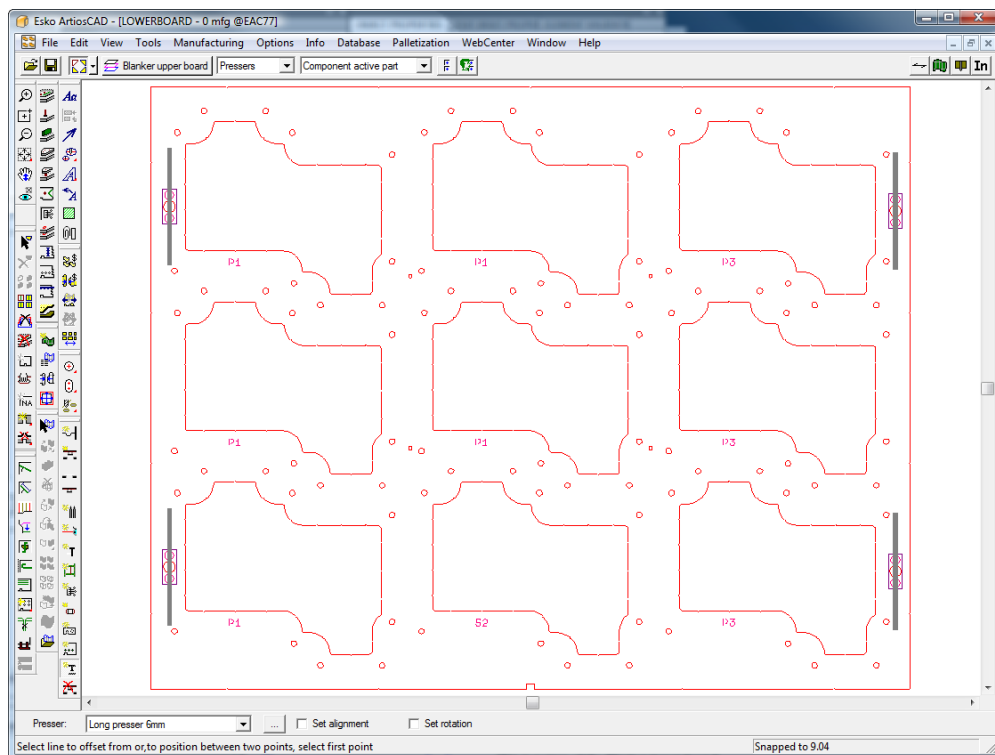 Esko ArtiosCAD - [LOWERBOARD - 0 mfg @EAC77]
File Edit View Tools Manufacturing Options Info Database Palletization WebCenter Window Help
Blanker upper board Pressers Component active part In
P1 P1 P3
P1 P1 P3
P1 S2 P3
Presser: Long presser 6mm ... Set alignment Set rotation
Select line to offset from or,to position between two points, select first point Snapped to 9.04